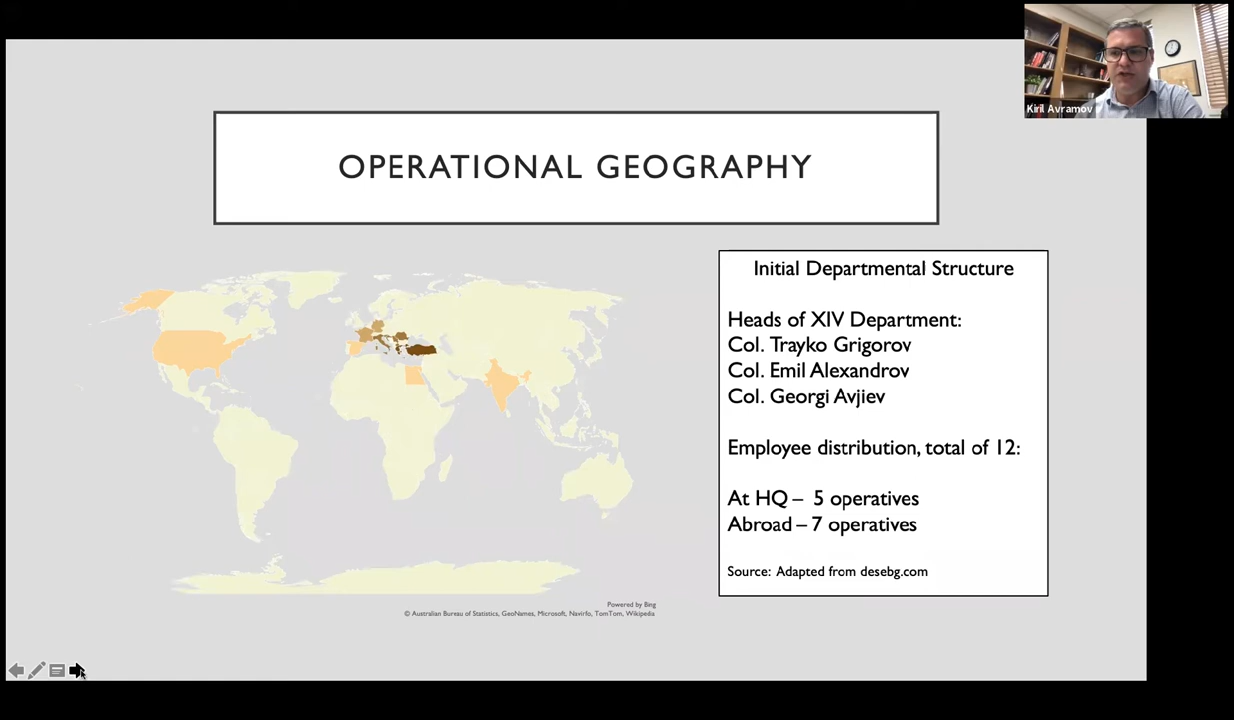 Kiril Avramov
OPERATIONAL GEOGRAPHY
Initial Departmental Structure
Heads of XIV Department:
Col. Trayko Grigorov
Col. Emil Alexandrov
Col. Georgi Avjiev
Employee distribution, total of 12:
At HQ – 5 operatives
Abroad – 7 operatives
Source: Adapted from desebg.com
Powered by Bing
© Australian Bureau of Statistics, GeoNames, Microsoft, Navinfo, TomTom, Wikipedia